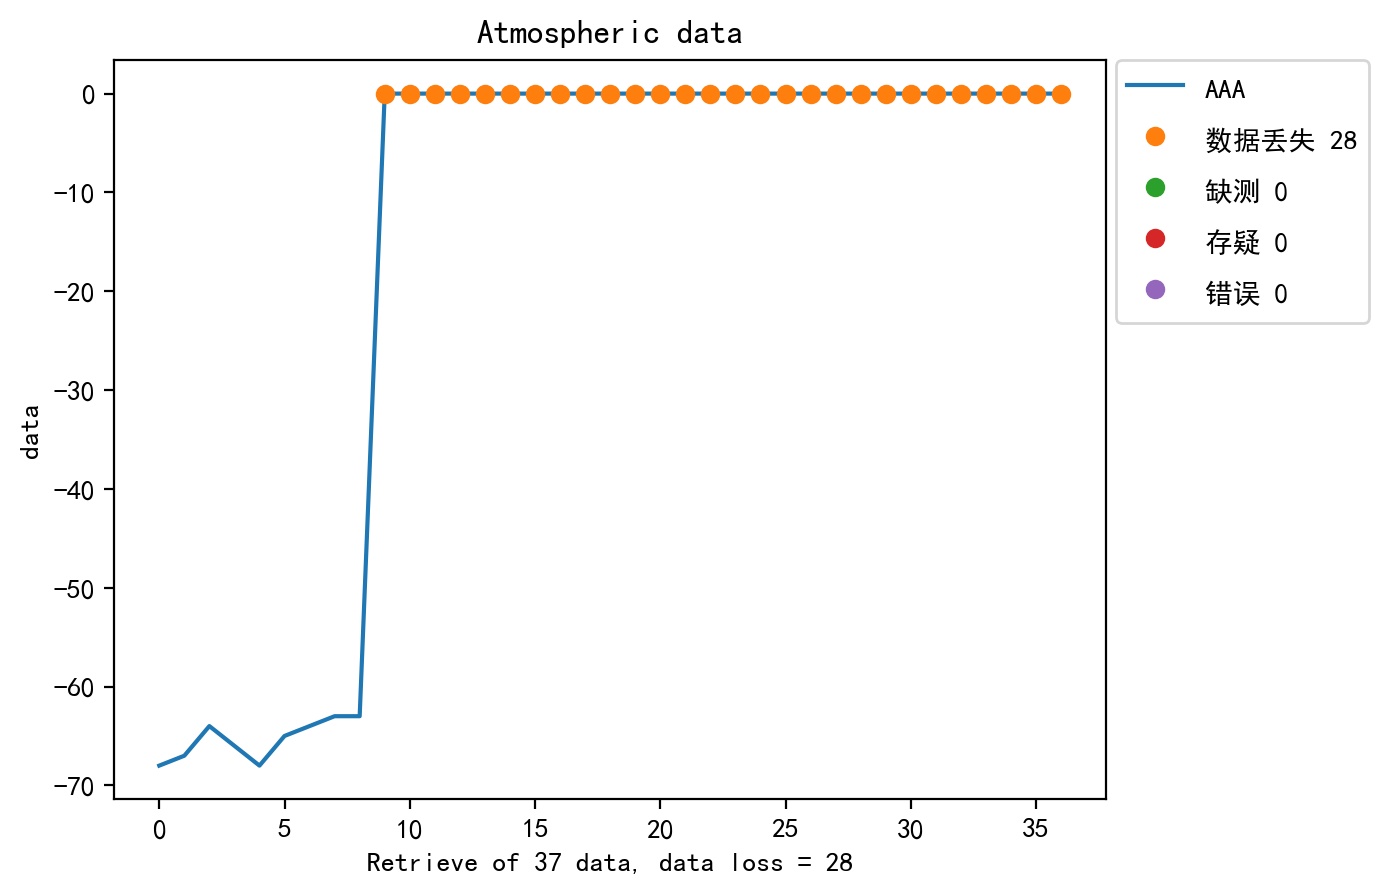 Atmospheric data
0
−10
−20
−30
−40
−50
−60
−70
data
0 5 10 15 20 25 30 35
Retrieve of 37 data, data loss = 28
AAA
数据丢失 28
缺测 0
存疑 0
错误 0